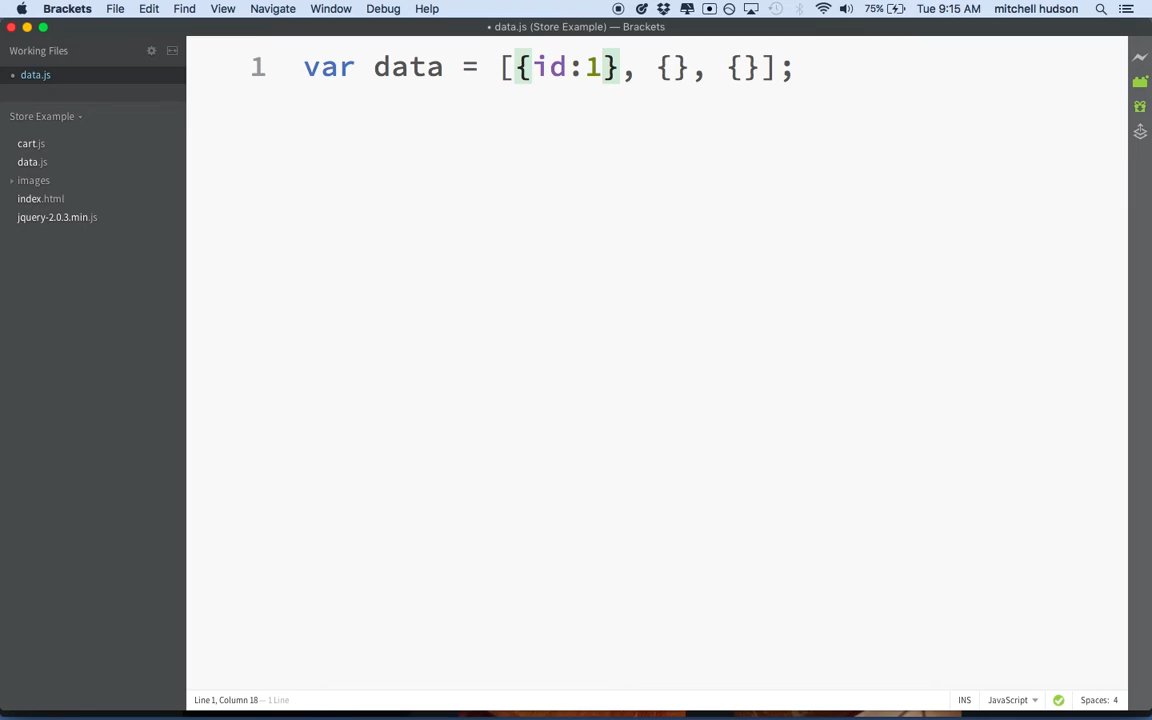 Brackets File Edit Find View Navigate Window Debug Help 75% Tue 9:15 AM mitchell hudson
• data.js (Store Example) — Brackets
Working Files
• data.js
Store Example
cart.js
data.js
images
index.html
jquery-2.0.3.min.js
1 var data = [{id:1}, {}, {}];
Line 1, Column 18 — 1 Line INS JavaScript Spaces: 4